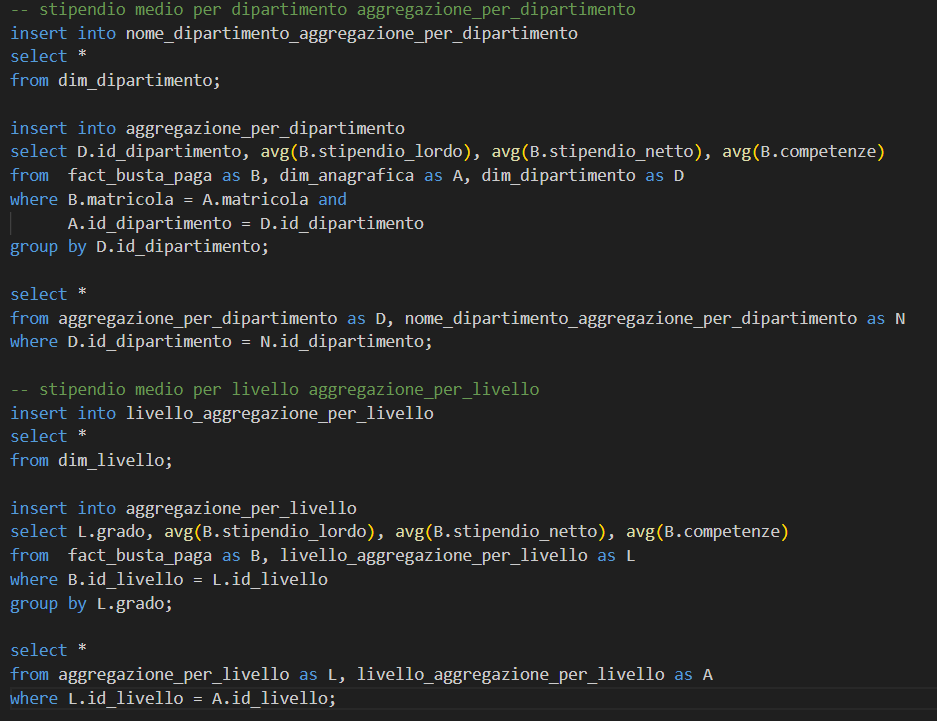 -- stipendio medio per dipartimento aggregazione_per_dipartimento
insert into nome_dipartimento_aggregazione_per_dipartimento
select *
from dim_dipartimento;
insert into aggregazione_per_dipartimento
select D.id_dipartimento, avg(B.stipendio_lordo), avg(B.stipendio_netto), avg(B.competenze)
from  fact_busta_paga as B, dim_anagrafica as A, dim_dipartimento as D
where B.matricola = A.matricola and
      A.id_dipartimento = D.id_dipartimento
group by D.id_dipartimento;
select *
from aggregazione_per_dipartimento as D, nome_dipartimento_aggregazione_per_dipartimento as N
where D.id_dipartimento = N.id_dipartimento;
-- stipendio medio per livello aggregazione_per_livello
insert into livello_aggregazione_per_livello
select *
from dim_livello;
insert into aggregazione_per_livello
select L.grado, avg(B.stipendio_lordo), avg(B.stipendio_netto), avg(B.competenze)
from  fact_busta_paga as B, livello_aggregazione_per_livello as L
where B.id_livello = L.id_livello
group by L.grado;
select *
from aggregazione_per_livello as L, livello_aggregazione_per_livello as A
where L.id_livello = A.id_livello;